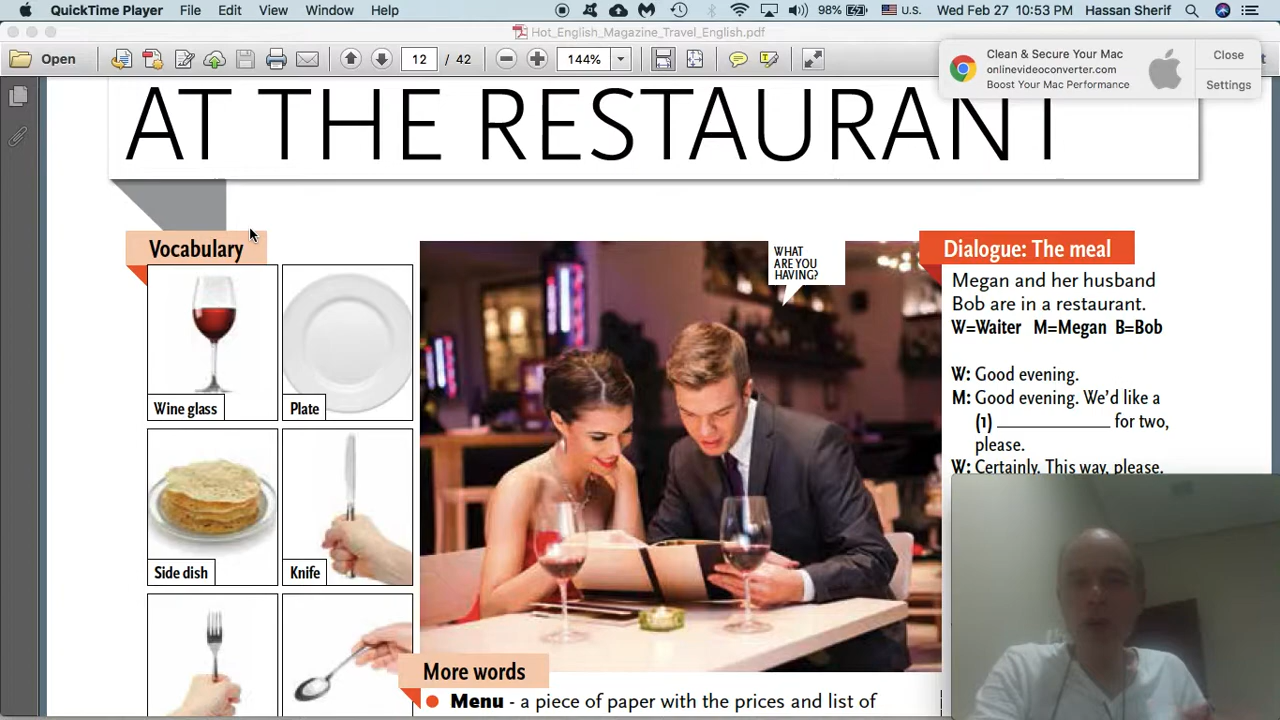 QuickTime Player File Edit View Window Help 98% U.S. Wed Feb 27 10:53 PM Hassan Sherif
Hot_English_Magazine_Travel_English.pdf
Open 12 / 42 144%
Clean & Secure Your Mac
onlinevideoconverter.com
Boost Your Mac Performance
Close
Settings
AT THE RESTAURANT
Vocabulary
Wine glass
Plate
Side dish
Knife
WHAT
ARE YOU
HAVING?
More words
Menu - a piece of paper with the prices and list of
Dialogue: The meal
Megan and her husband
Bob are in a restaurant.
W=Waiter M=Megan B=Bob
W: Good evening.
M: Good evening. We'd like a
(1) __________ for two,
please.
W: Certainly. This way, please.